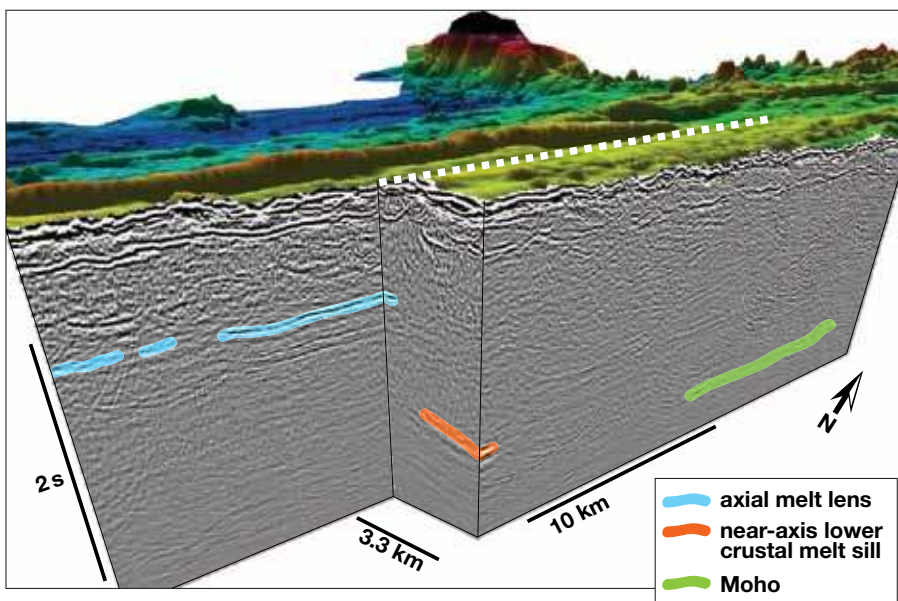 2 s
3.3 km
10 km
N
axial melt lens
near-axis lower
crustal melt sill
Moho